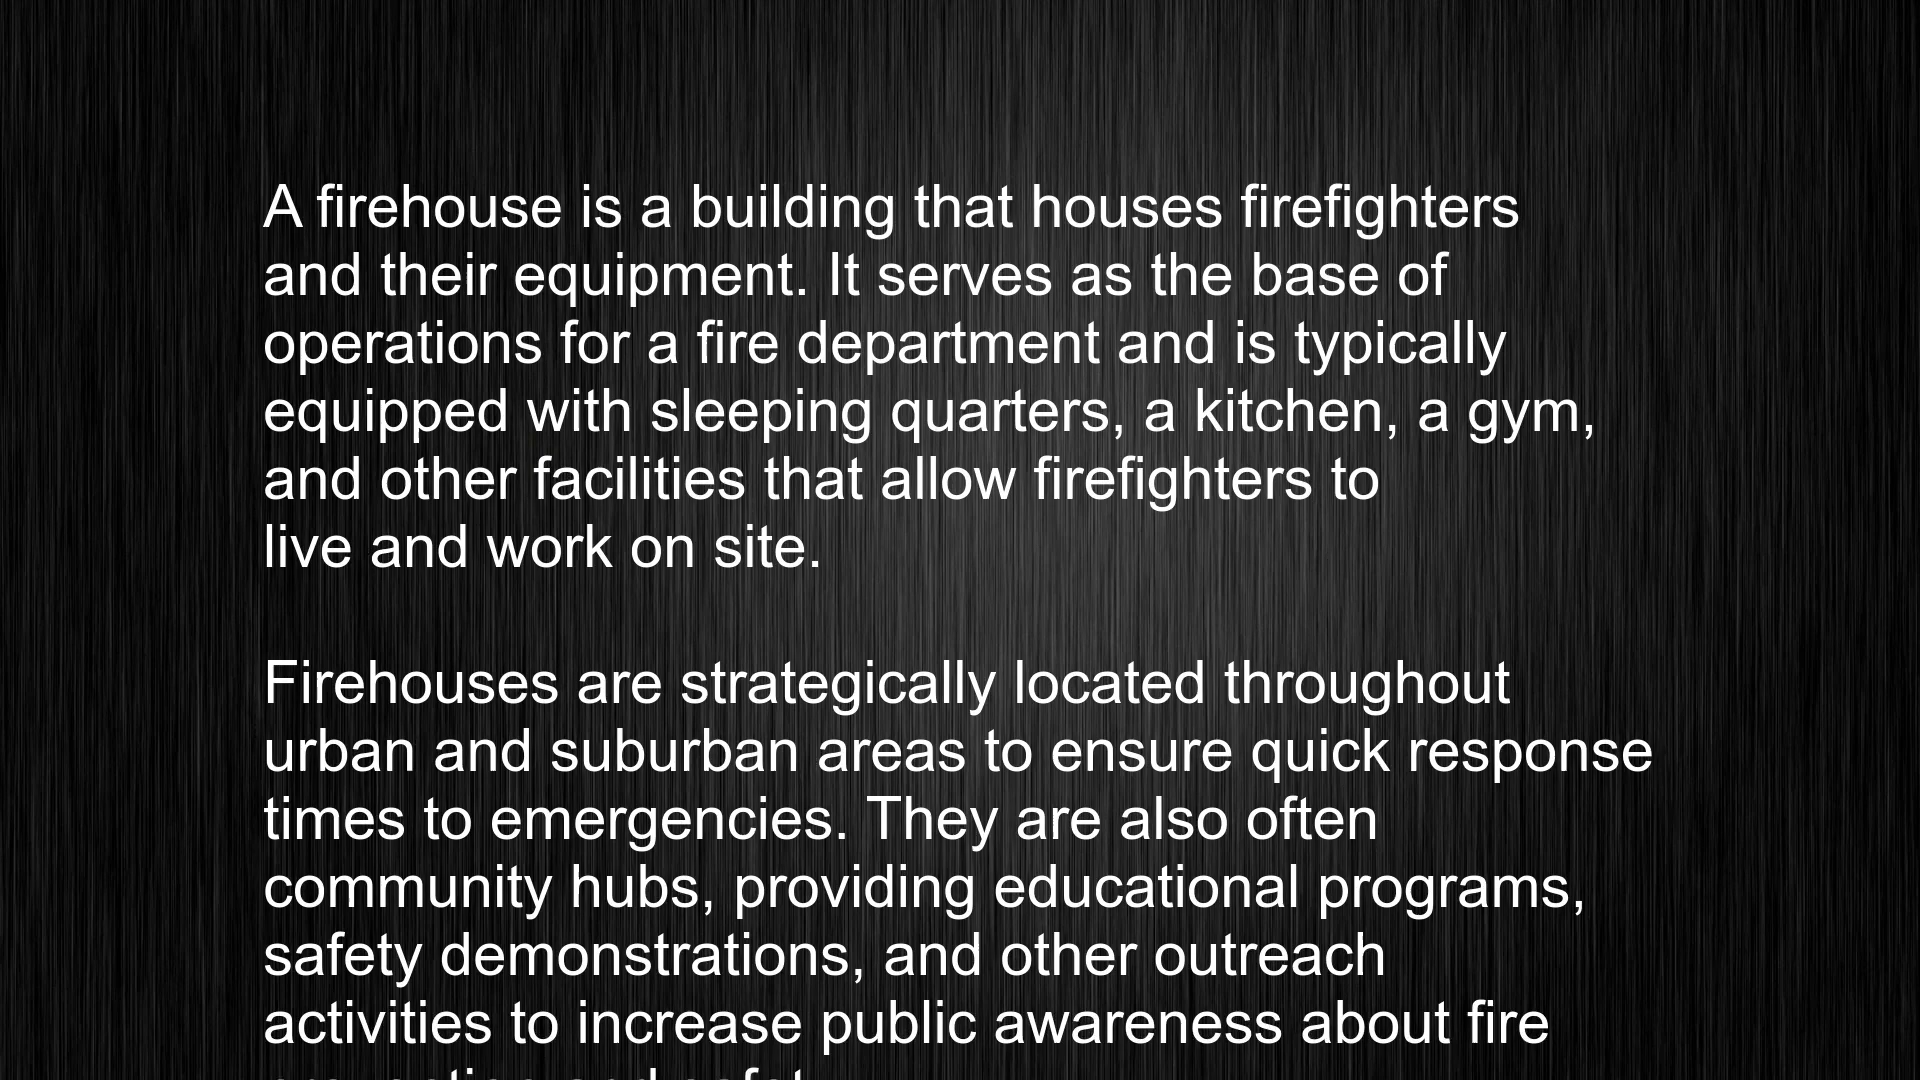 A firehouse is a building that houses firefighters
and their equipment. It serves as the base of
operations for a fire department and is typically
equipped with sleeping quarters, a kitchen, a gym,
and other facilities that allow firefighters to
live and work on site.
Firehouses are strategically located throughout
urban and suburban areas to ensure quick response
times to emergencies. They are also often
community hubs, providing educational programs,
safety demonstrations, and other outreach
activities to increase public awareness about fire